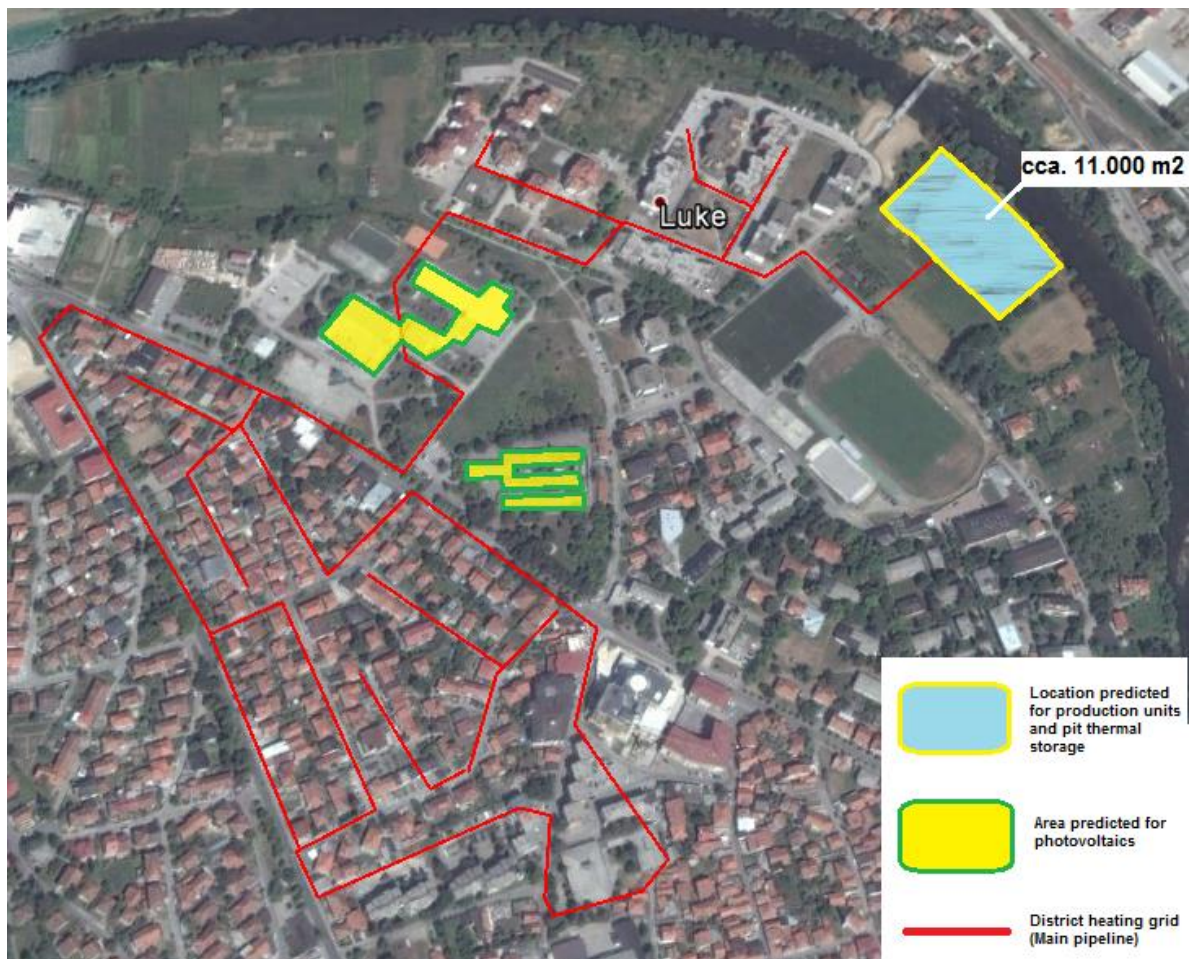 cca. 11.000 m2
Luke
Location predicted
for production units
and pit thermal
storage
Area predicted for
photovoltaics
District heating grid
(Main pipeline)